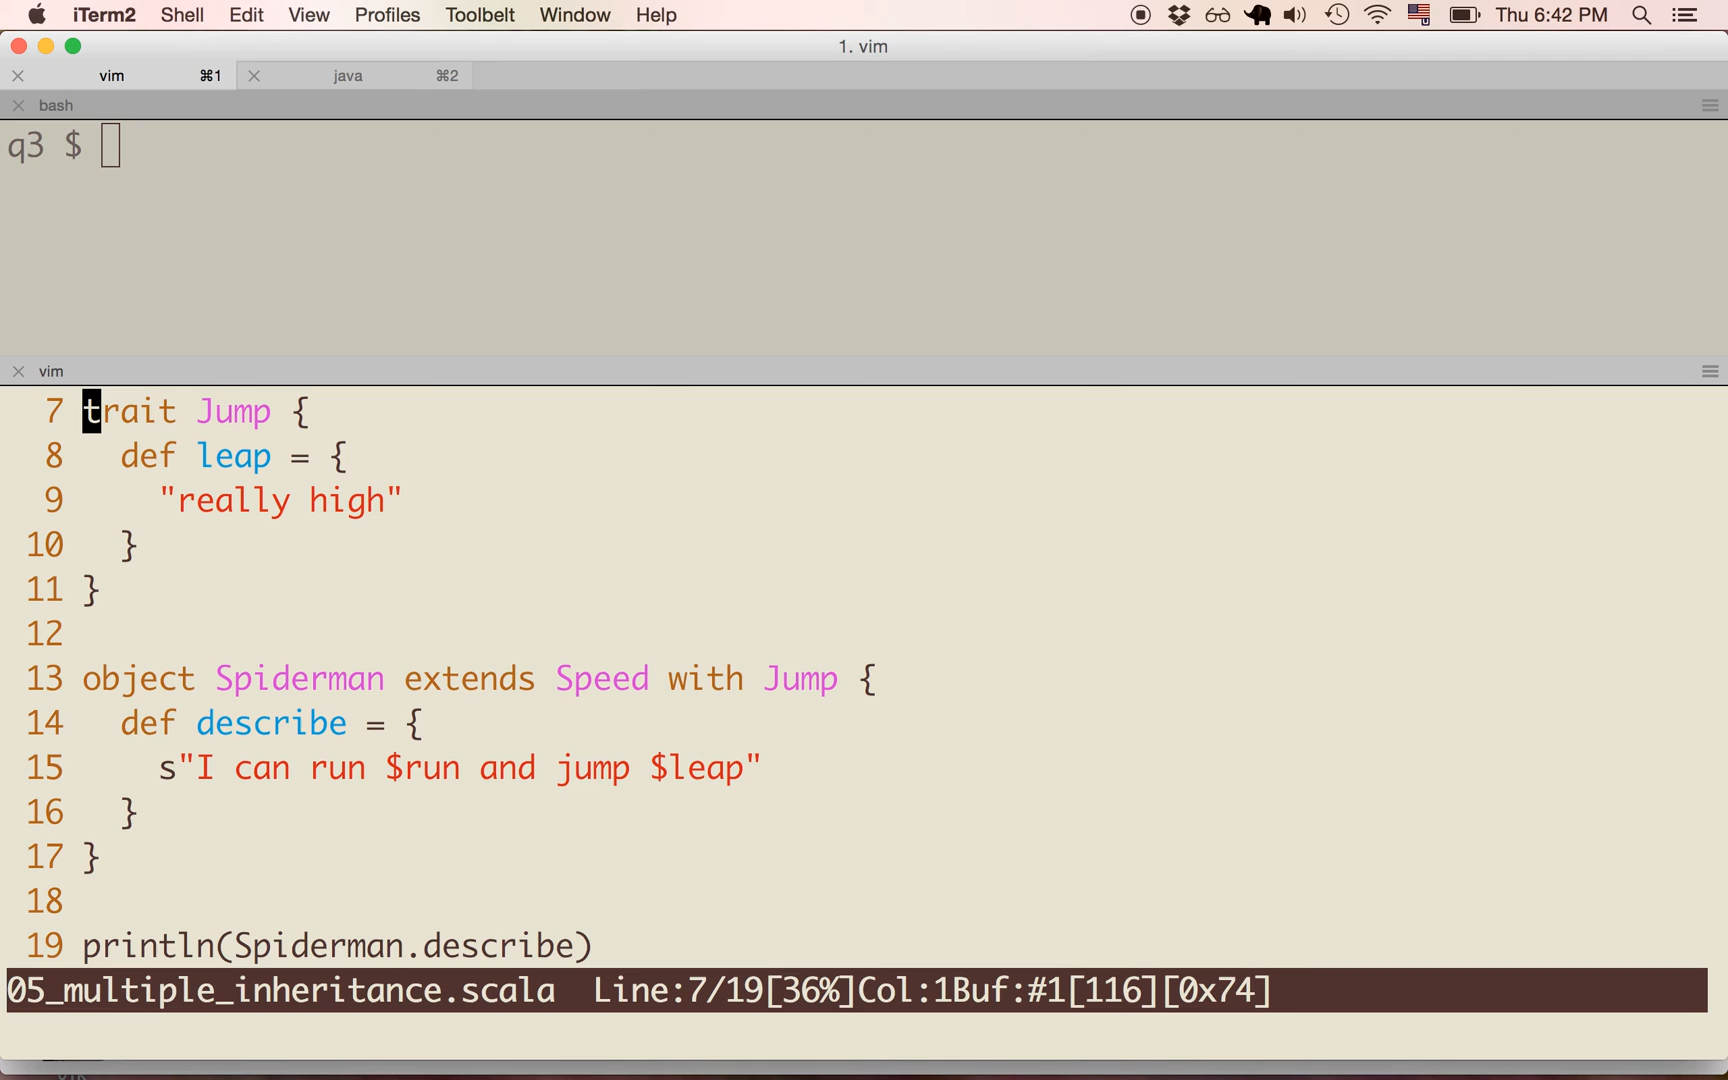 iTerm2 Shell Edit View Profiles Toolbelt Window Help Thu 6:42 PM
1. vim
vim ⌘1 java ⌘2
bash
q3 $
vim
7 trait Jump {
8   def leap = {
9     "really high"
10   }
11 }
12
13 object Spiderman extends Speed with Jump {
14   def describe = {
15     s"I can run $run and jump $leap"
16   }
17 }
18
19 println(Spiderman.describe)
05_multiple_inheritance.scala  Line:7/19[36%]Col:1Buf:#1[116][0x74]